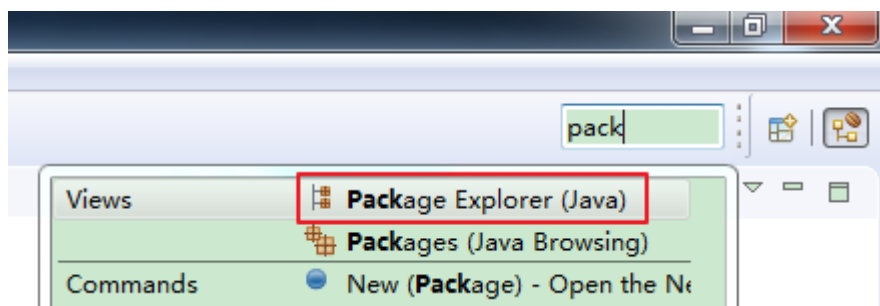 pack
Views Package Explorer (Java)
Packages (Java Browsing)
Commands New (Package) - Open the Ne